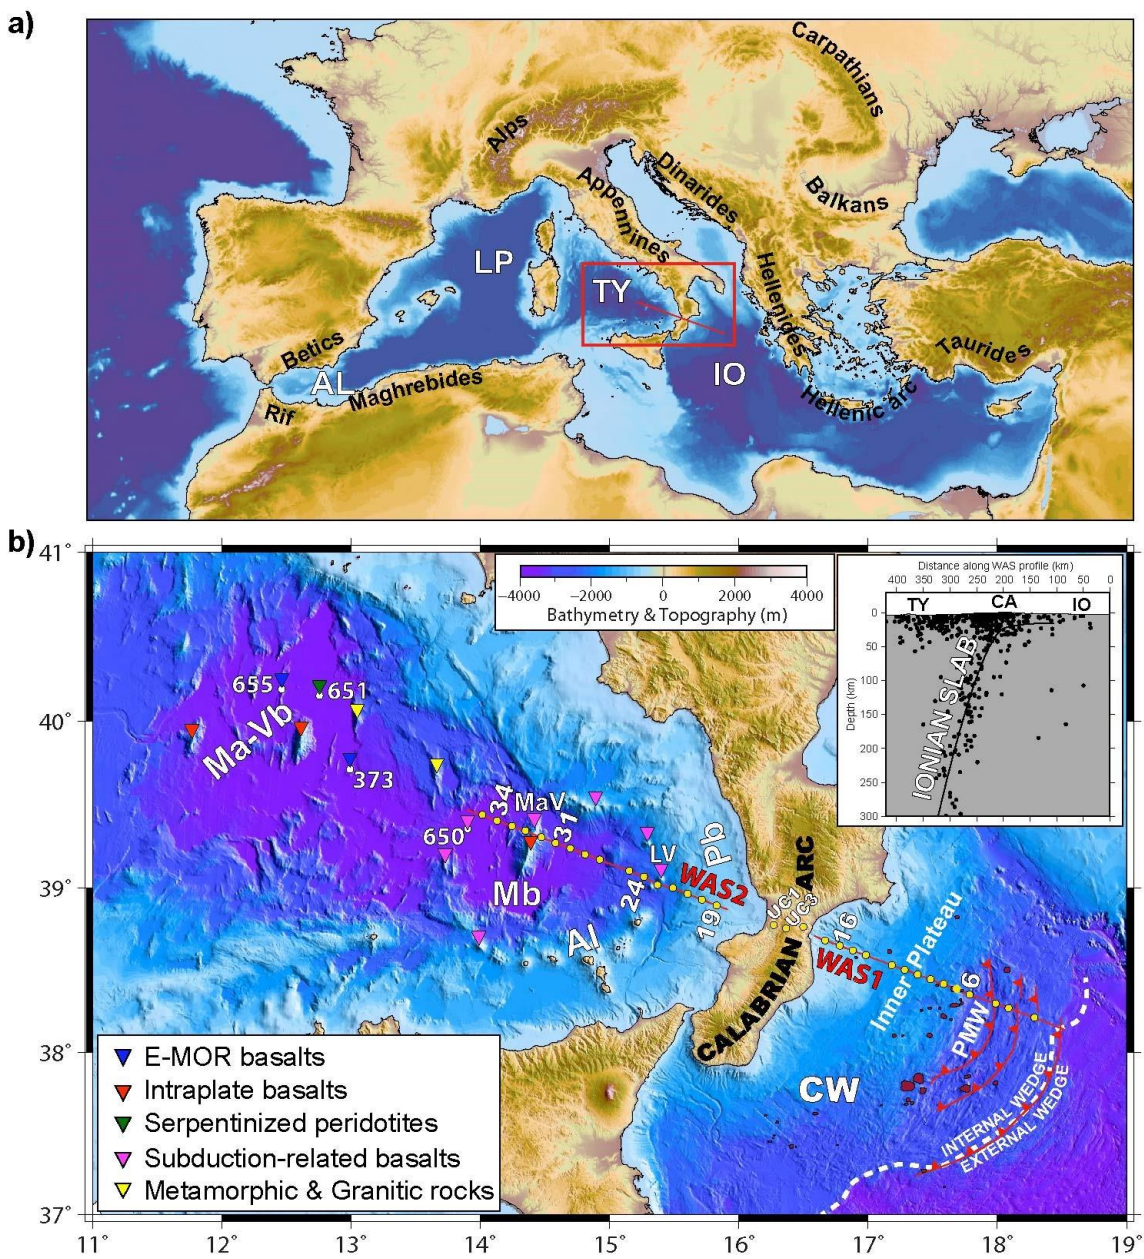 a)
Carpathians
Alps
Dinarides
Appennines
Balkans
LP
TY
Hellenides
Betics
Taurides
AL
Maghrebides
IO
Hellenic arc
Rif
b)
41°
40°
39°
38°
37°
11°
12°
13°
14°
15°
16°
17°
18°
19°
−4000
−2000
0
2000
4000
Bathymetry & Topography (m)
Distance along WAS profile (km)
400 350 300 250 200 150 100 50 0
TY
CA
IO
Depth (km)
0
50
100
150
200
250
300
IONIAN SLAB
655
651
Ma-Vb
373
34
MaV
31
650
Pb
LV
WAS2
Mb
24
19
Al
UC1
UC3
CALABRIAN ARC
16
WAS1
Inner Plateau
6
PMW
CW
INTERNAL WEDGE
EXTERNAL WEDGE
E-MOR basalts
Intraplate basalts
Serpentinized peridotites
Subduction-related basalts
Metamorphic & Granitic rocks